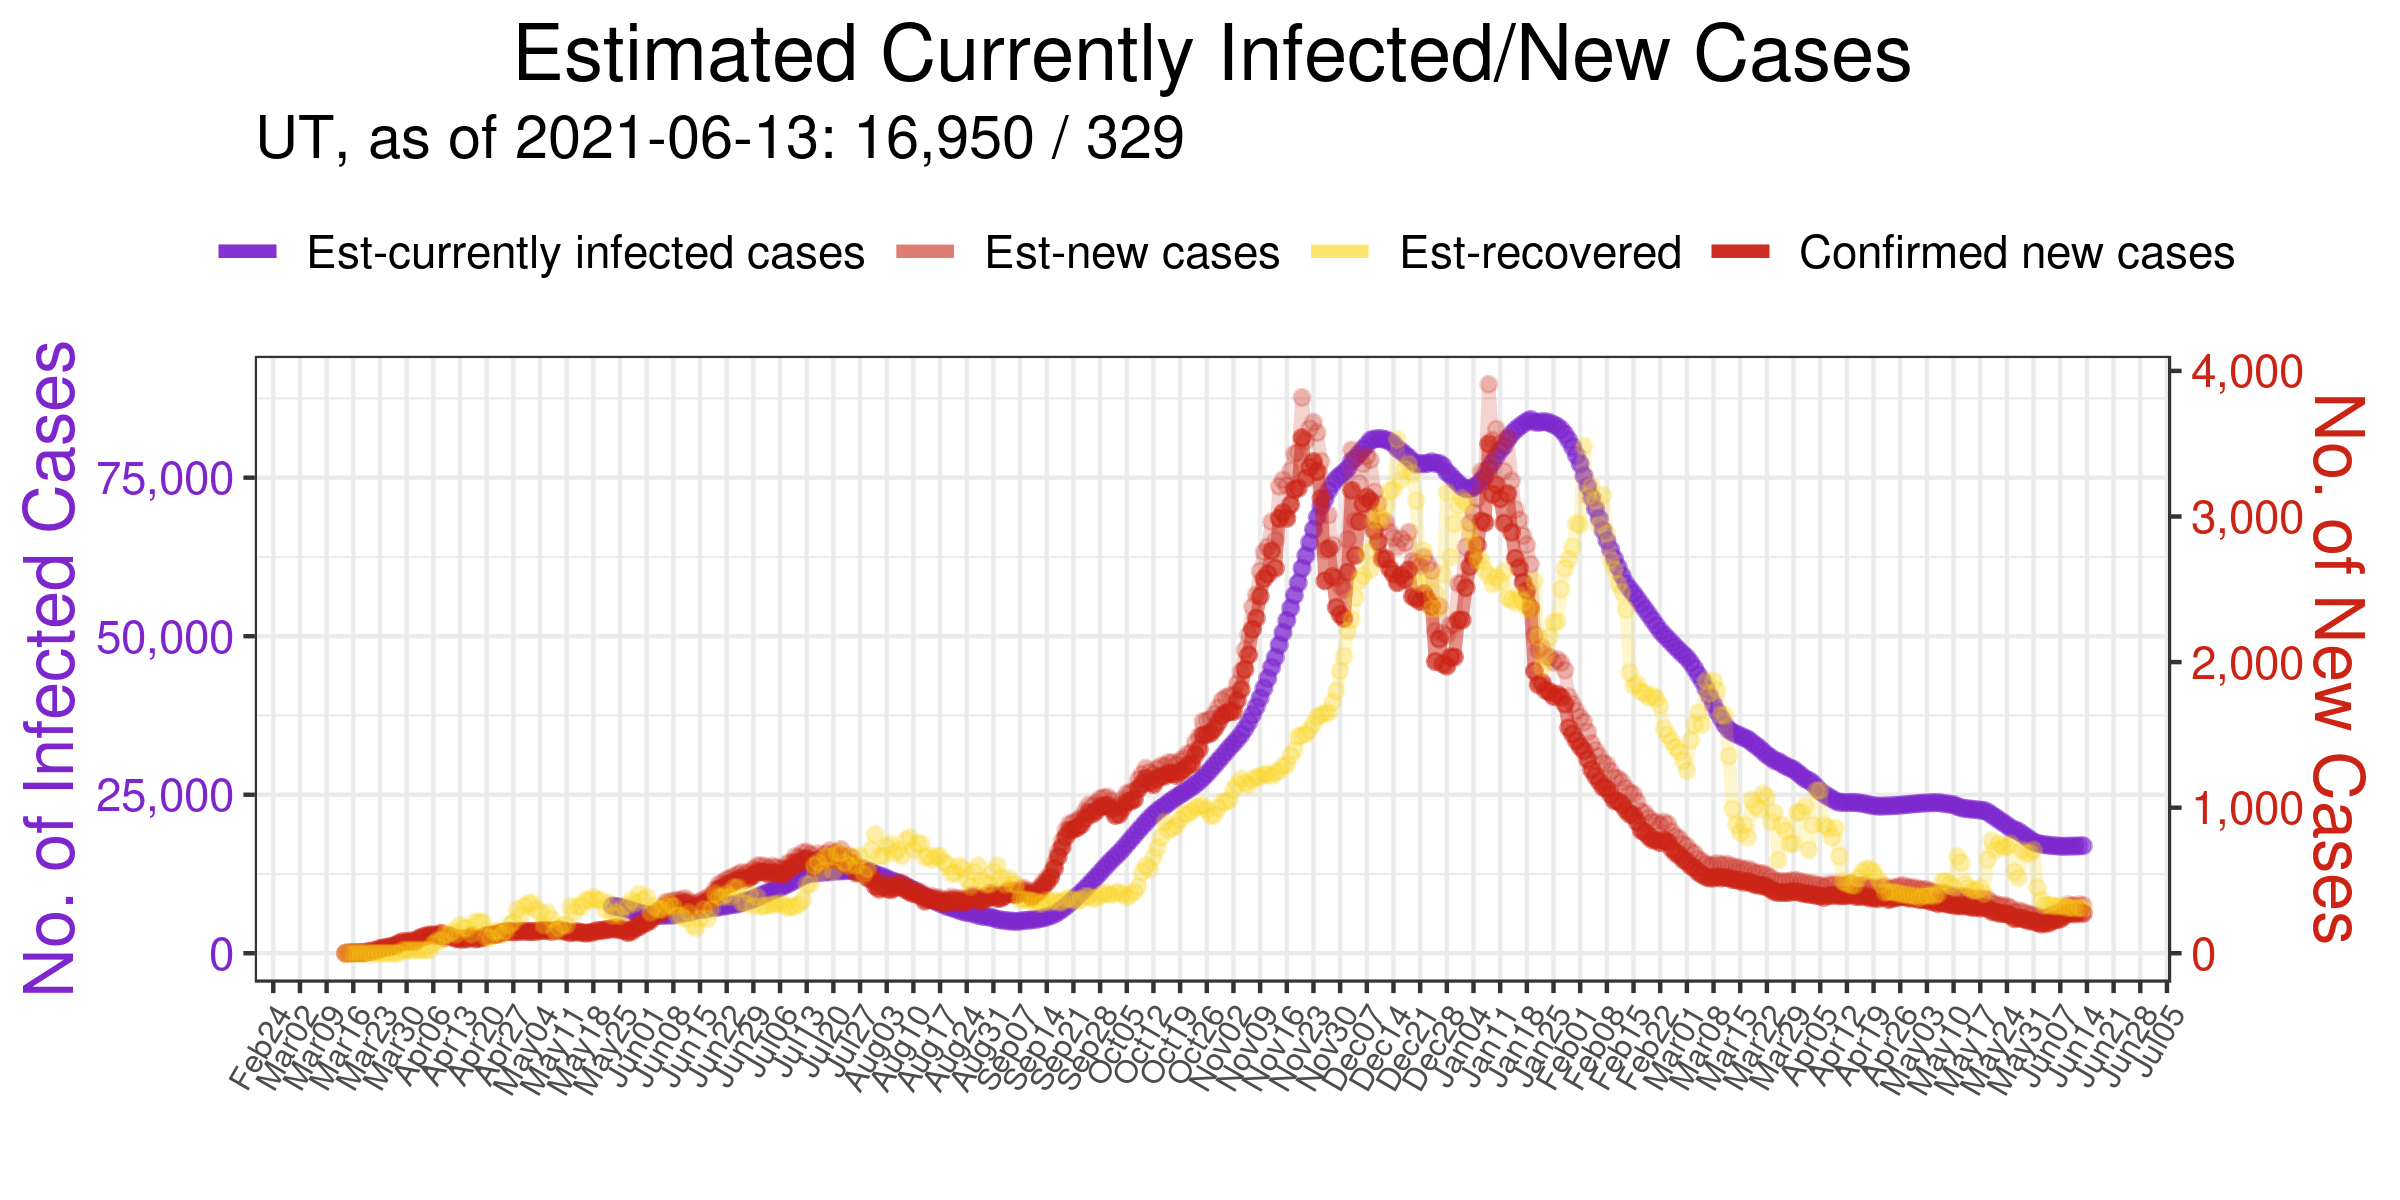 Estimated Currently Infected/New Cases
UT, as of 2021-06-13: 16,950 / 329
Est-currently infected cases Est-new cases Est-recovered Confirmed new cases
No. of Infected Cases
75,000
50,000
25,000
0
4,000
3,000
2,000
1,000
0
No. of New Cases
Feb24
Mar02
Mar09
Mar16
Mar23
Mar30
Apr06
Apr13
Apr20
Apr27
May04
May11
May18
May25
Jun01
Jun08
Jun15
Jun22
Jun29
Jul06
Jul13
Jul20
Jul27
Aug03
Aug10
Aug17
Aug24
Aug31
Sep07
Sep14
Sep21
Sep28
Oct05
Oct12
Oct19
Oct26
Nov02
Nov09
Nov16
Nov23
Nov30
Dec07
Dec14
Dec21
Dec28
Jan04
Jan11
Jan18
Jan25
Feb01
Feb08
Feb15
Feb22
Mar01
Mar08
Mar15
Mar22
Mar29
Apr05
Apr12
Apr19
Apr26
May03
May10
May17
May24
May31
Jun07
Jun14
Jun21
Jun28
Jul05